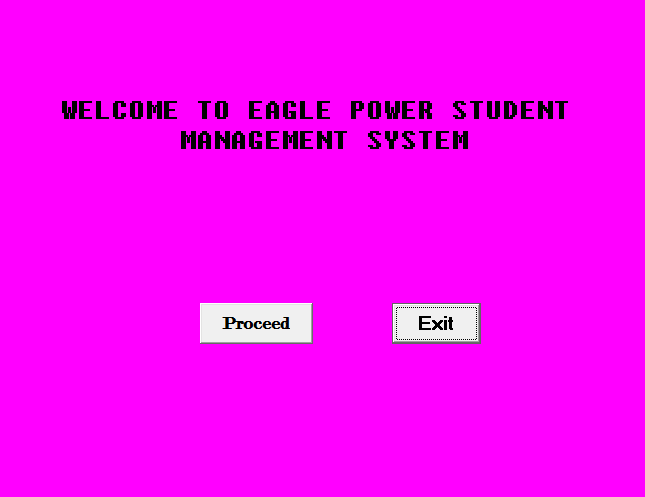 WELCOME TO EAGLE POWER STUDENT
MANAGEMENT SYSTEM
Proceed
Exit